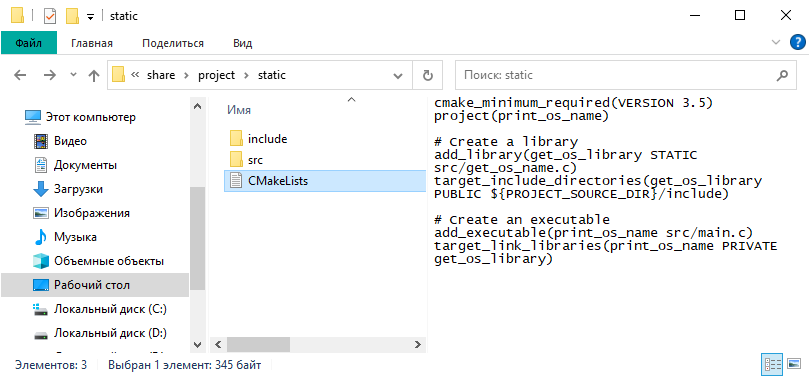 static
Файл Главная Поделиться Вид
« share project static
Поиск: static
Этот компьютер
Видео
Документы
Загрузки
Изображения
Музыка
Объемные объекты
Рабочий стол
Локальный диск (C:)
Локальный диск (D:)
Имя
include
src
CMakeLists
cmake_minimum_required(VERSION 3.5)
project(print_os_name)
# Create a library
add_library(get_os_library STATIC
src/get_os_name.c)
target_include_directories(get_os_library
PUBLIC ${PROJECT_SOURCE_DIR}/include)
# Create an executable
add_executable(print_os_name src/main.c)
target_link_libraries(print_os_name PRIVATE
get_os_library)
Элементов: 3 Выбран 1 элемент: 345 байт